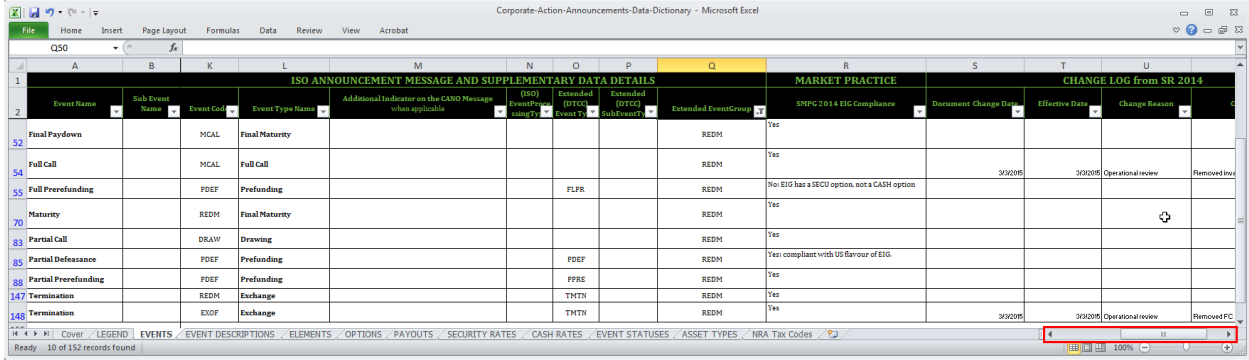 Corporate-Action-Announcements-Data-Dictionary - Microsoft Excel
File Home Insert Page Layout Formulas Data Review View Acrobat
Q50 fx
A B K L M N O P Q R S T U
1 ISO ANNOUNCEMENT MESSAGE AND SUPPLEMENTARY DATA DETAILS MARKET PRACTICE CHANGE LOG from SR 2014
2 Event Name Sub Event Name Event Code Event Type Name Additional Indicator on the CANO Message when applicable (ISO) EventProcessingTy Extended (DTCC) Event Ty Extended (DTCC) SubEventTy Extended EventGroup SMPG 2014 EIG Compliance Document Change Date Effective Date Change Reason
52 Final Paydown MCAL Final Maturity REDM Yes
54 Full Call MCAL Full Call REDM Yes 3/3/2015 3/3/2015 Operational review Removed inva
55 Full Prerefunding PDEF Prefunding FLPR REDM No: EIG has a SECU option, not a CASH option
70 Maturity REDM Final Maturity REDM Yes
83 Partial Call DRAW Drawing REDM Yes
85 Partial Defeasance PDEF Prefunding PDEF REDM Yes: compliant with US flavour of EIG.
88 Partial Prerefunding PDEF Prefunding PPRE REDM Yes
147 Termination REDM Exchange TMTN REDM Yes
148 Termination EXOF Exchange TMTN REDM Yes 3/3/2015 3/3/2015 Operational review Removed FC
Cover LEGEND EVENTS EVENT DESCRIPTIONS ELEMENTS OPTIONS PAYOUTS SECURITY RATES CASH RATES EVENT STATUSES ASSET TYPES NRA Tax Codes
Ready 10 of 152 records found 100%